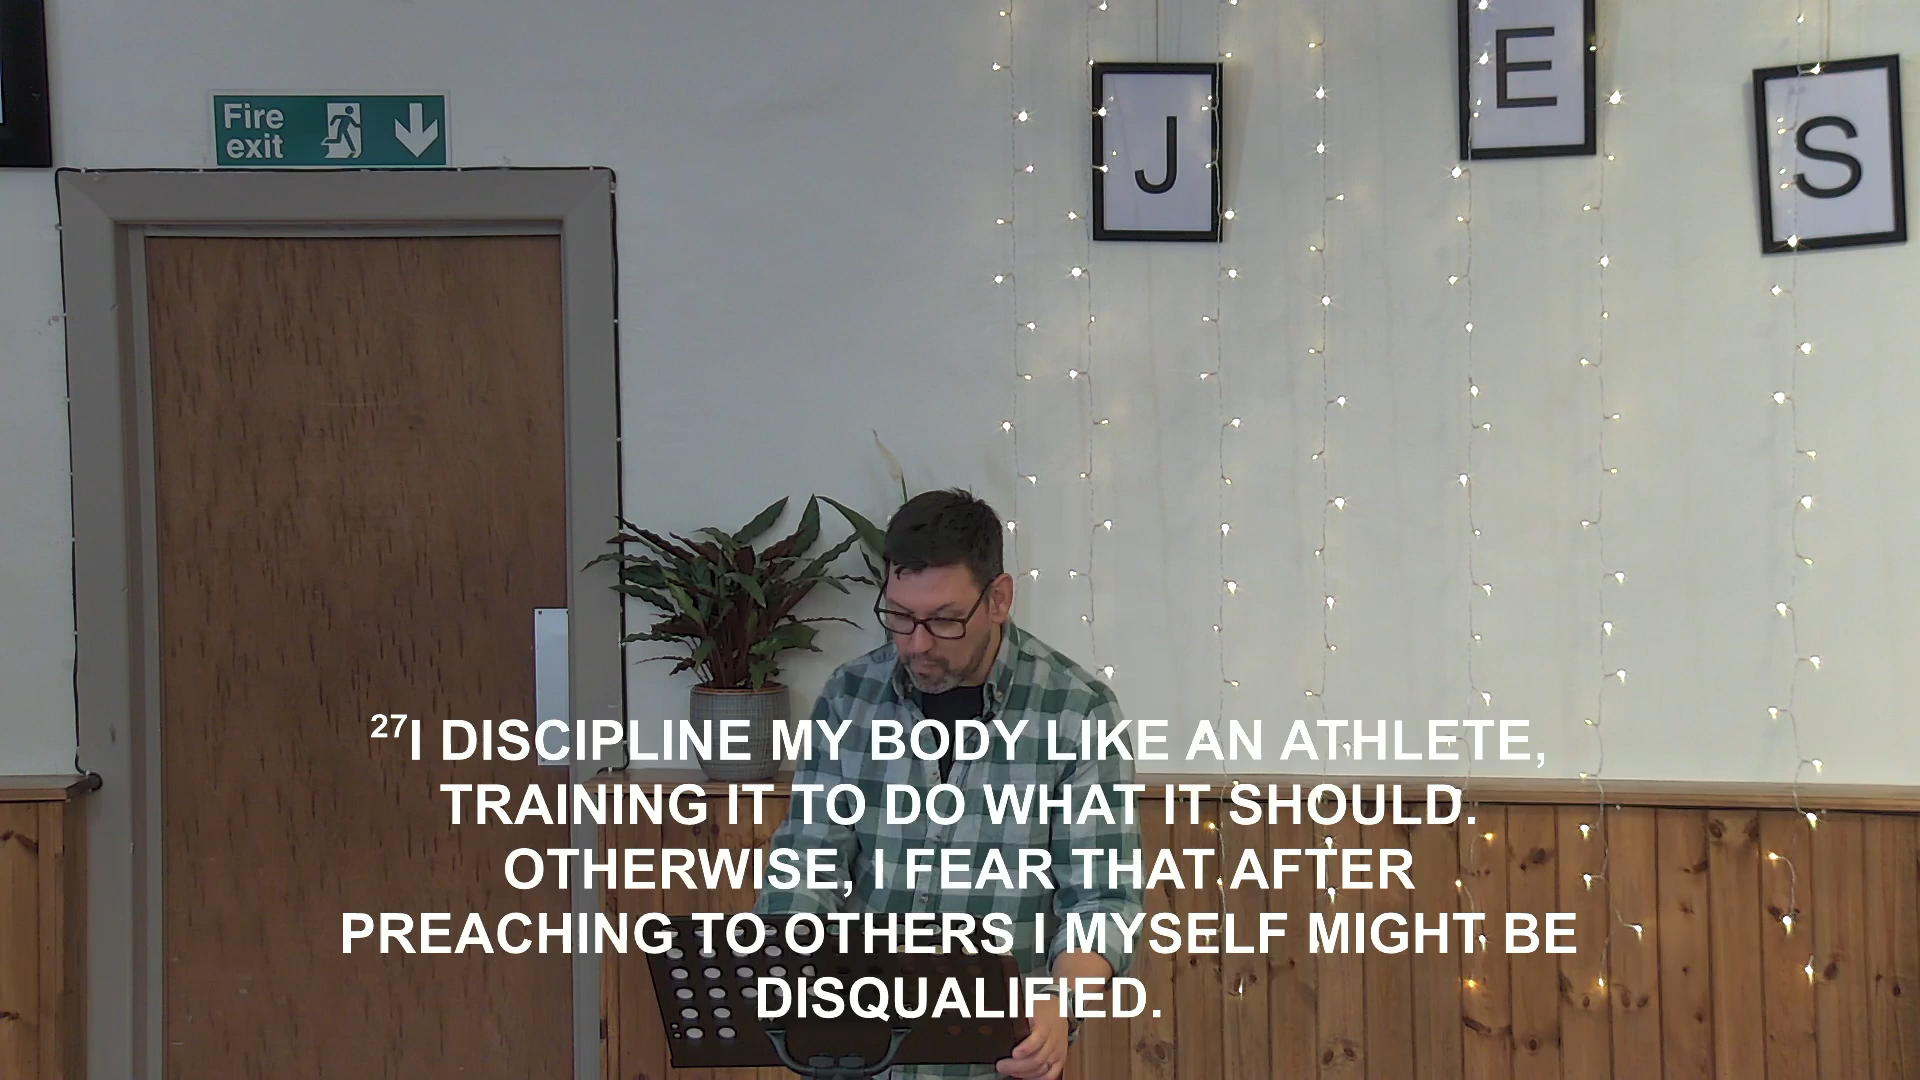 Fire
exit
J
E
S
27I DISCIPLINE MY BODY LIKE AN ATHLETE,
TRAINING IT TO DO WHAT IT SHOULD.
OTHERWISE, I FEAR THAT AFTER
PREACHING TO OTHERS I MYSELF MIGHT BE
DISQUALIFIED.